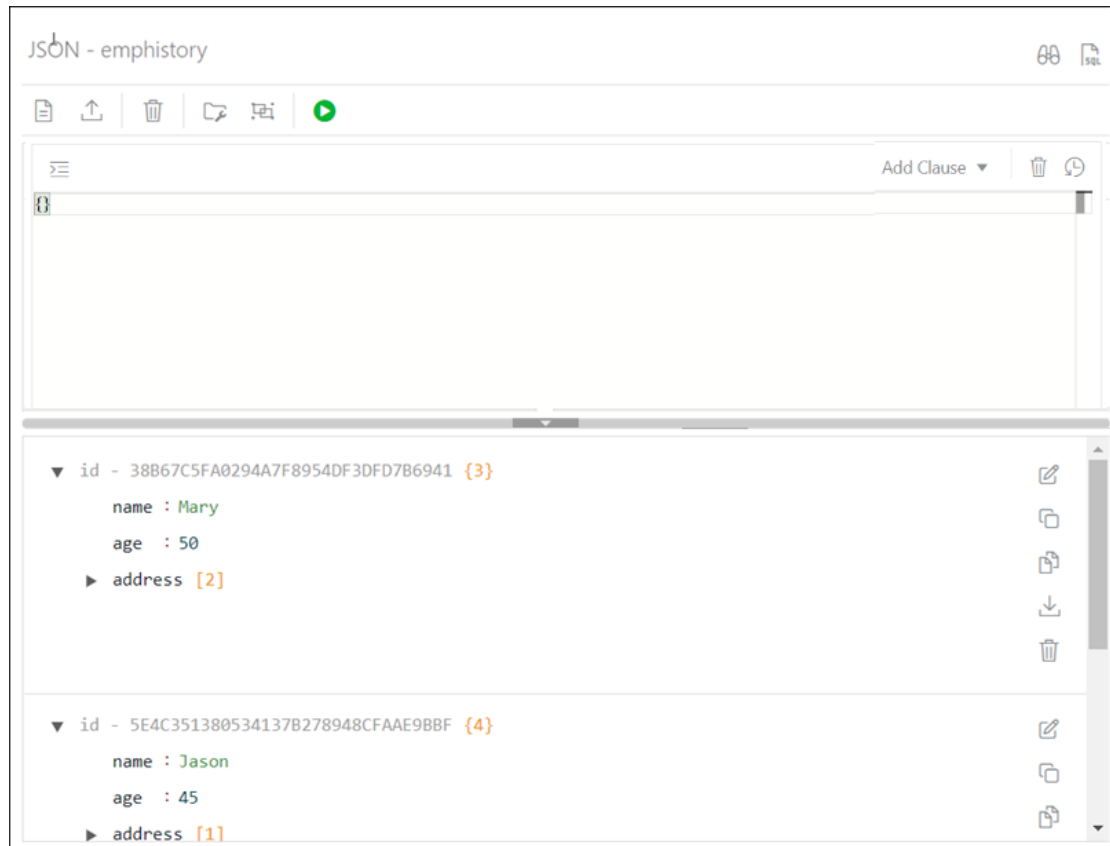 JSON - emphistory
SQL
Add Clause
{}
id - 38B67C5FA0294A7F8954DF3DFD7B6941 {3}
name : Mary
age : 50
address [2]
id - 5E4C351380534137B278948CFAAE9BBF {4}
name : Jason
age : 45
address [1]